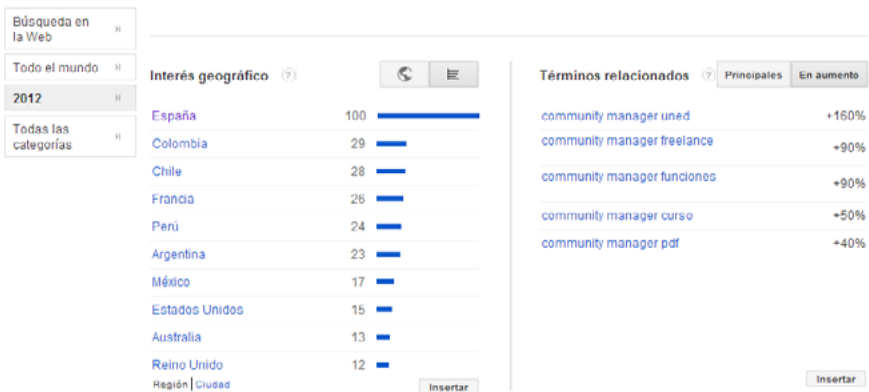 Búsqueda en
la Web
Todo el mundo
2012
Todas las
categorías
Interés geográfico ?
España 100
Colombia 29
Chile 28
Francia 26
Perú 24
Argentina 23
México 17
Estados Unidos 15
Australia 13
Reino Unido 12
Región | Ciudad
Insertar
Términos relacionados ? Principales En aumento
community manager uned +160%
community manager freelance +90%
community manager funciones +90%
community manager curso +50%
community manager pdf +40%
Insertar